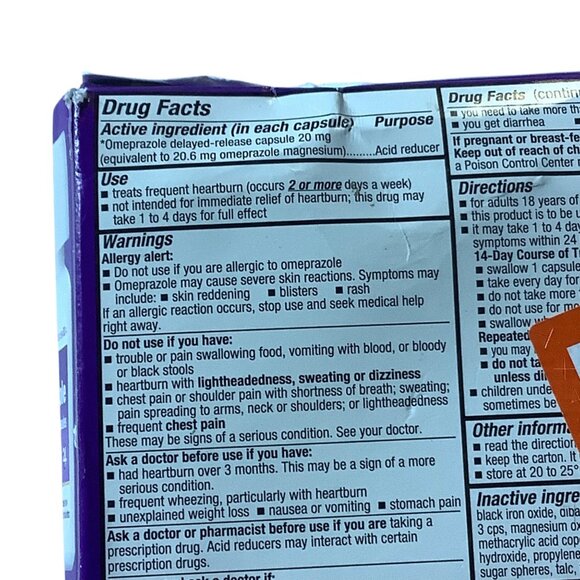 Drug Facts
Active ingredient (in each capsule) Purpose
*Omeprazole delayed-release capsule 20 mg
(equivalent to 20.6 mg omeprazole magnesium).........Acid reducer
Use
■ treats frequent heartburn (occurs 2 or more days a week)
■ not intended for immediate relief of heartburn; this drug may
take 1 to 4 days for full effect
Warnings
Allergy alert:
■ Do not use if you are allergic to omeprazole
■ Omeprazole may cause severe skin reactions. Symptoms may
include: ■ skin reddening ■ blisters ■ rash
If an allergic reaction occurs, stop use and seek medical help
right away.
Do not use if you have:
■ trouble or pain swallowing food, vomiting with blood, or bloody
or black stools
■ heartburn with lightheadedness, sweating or dizziness
■ chest pain or shoulder pain with shortness of breath; sweating;
pain spreading to arms, neck or shoulders; or lightheadedness
■ frequent chest pain
These may be signs of a serious condition. See your doctor.
Ask a doctor before use if you have:
■ had heartburn over 3 months. This may be a sign of a more
serious condition.
■ frequent wheezing, particularly with heartburn
■ unexplained weight loss ■ nausea or vomiting ■ stomach pain
Ask a doctor or pharmacist before use if you are taking a
prescription drug. Acid reducers may interact with certain
prescription drugs.
ask a doctor if:
Drug Facts (contin
■ you need to take more th
■ you get diarrhea
If pregnant or breast-fe
Keep out of reach of ch
a Poison Control Center
Directions
■ for adults 18 years of
■ this product is to be
■ it may take 1 to 4 day
symptoms within 24
14-Day Course of Tr
■ swallow 1 capsule
■ take every day for
■ do not take more
■ do not use for mo
■ swallow
Repeated
■ you may
■ do not ta
unless di
■ children unde
sometimes be
Other inform
■ read the direction
■ keep the carton. It
■ store at 20 to 25°
Inactive ingre
black iron oxide, diba
3 cps, magnesium o
methacrylic acid cop
hydroxide, propylene
sugar spheres, talc,